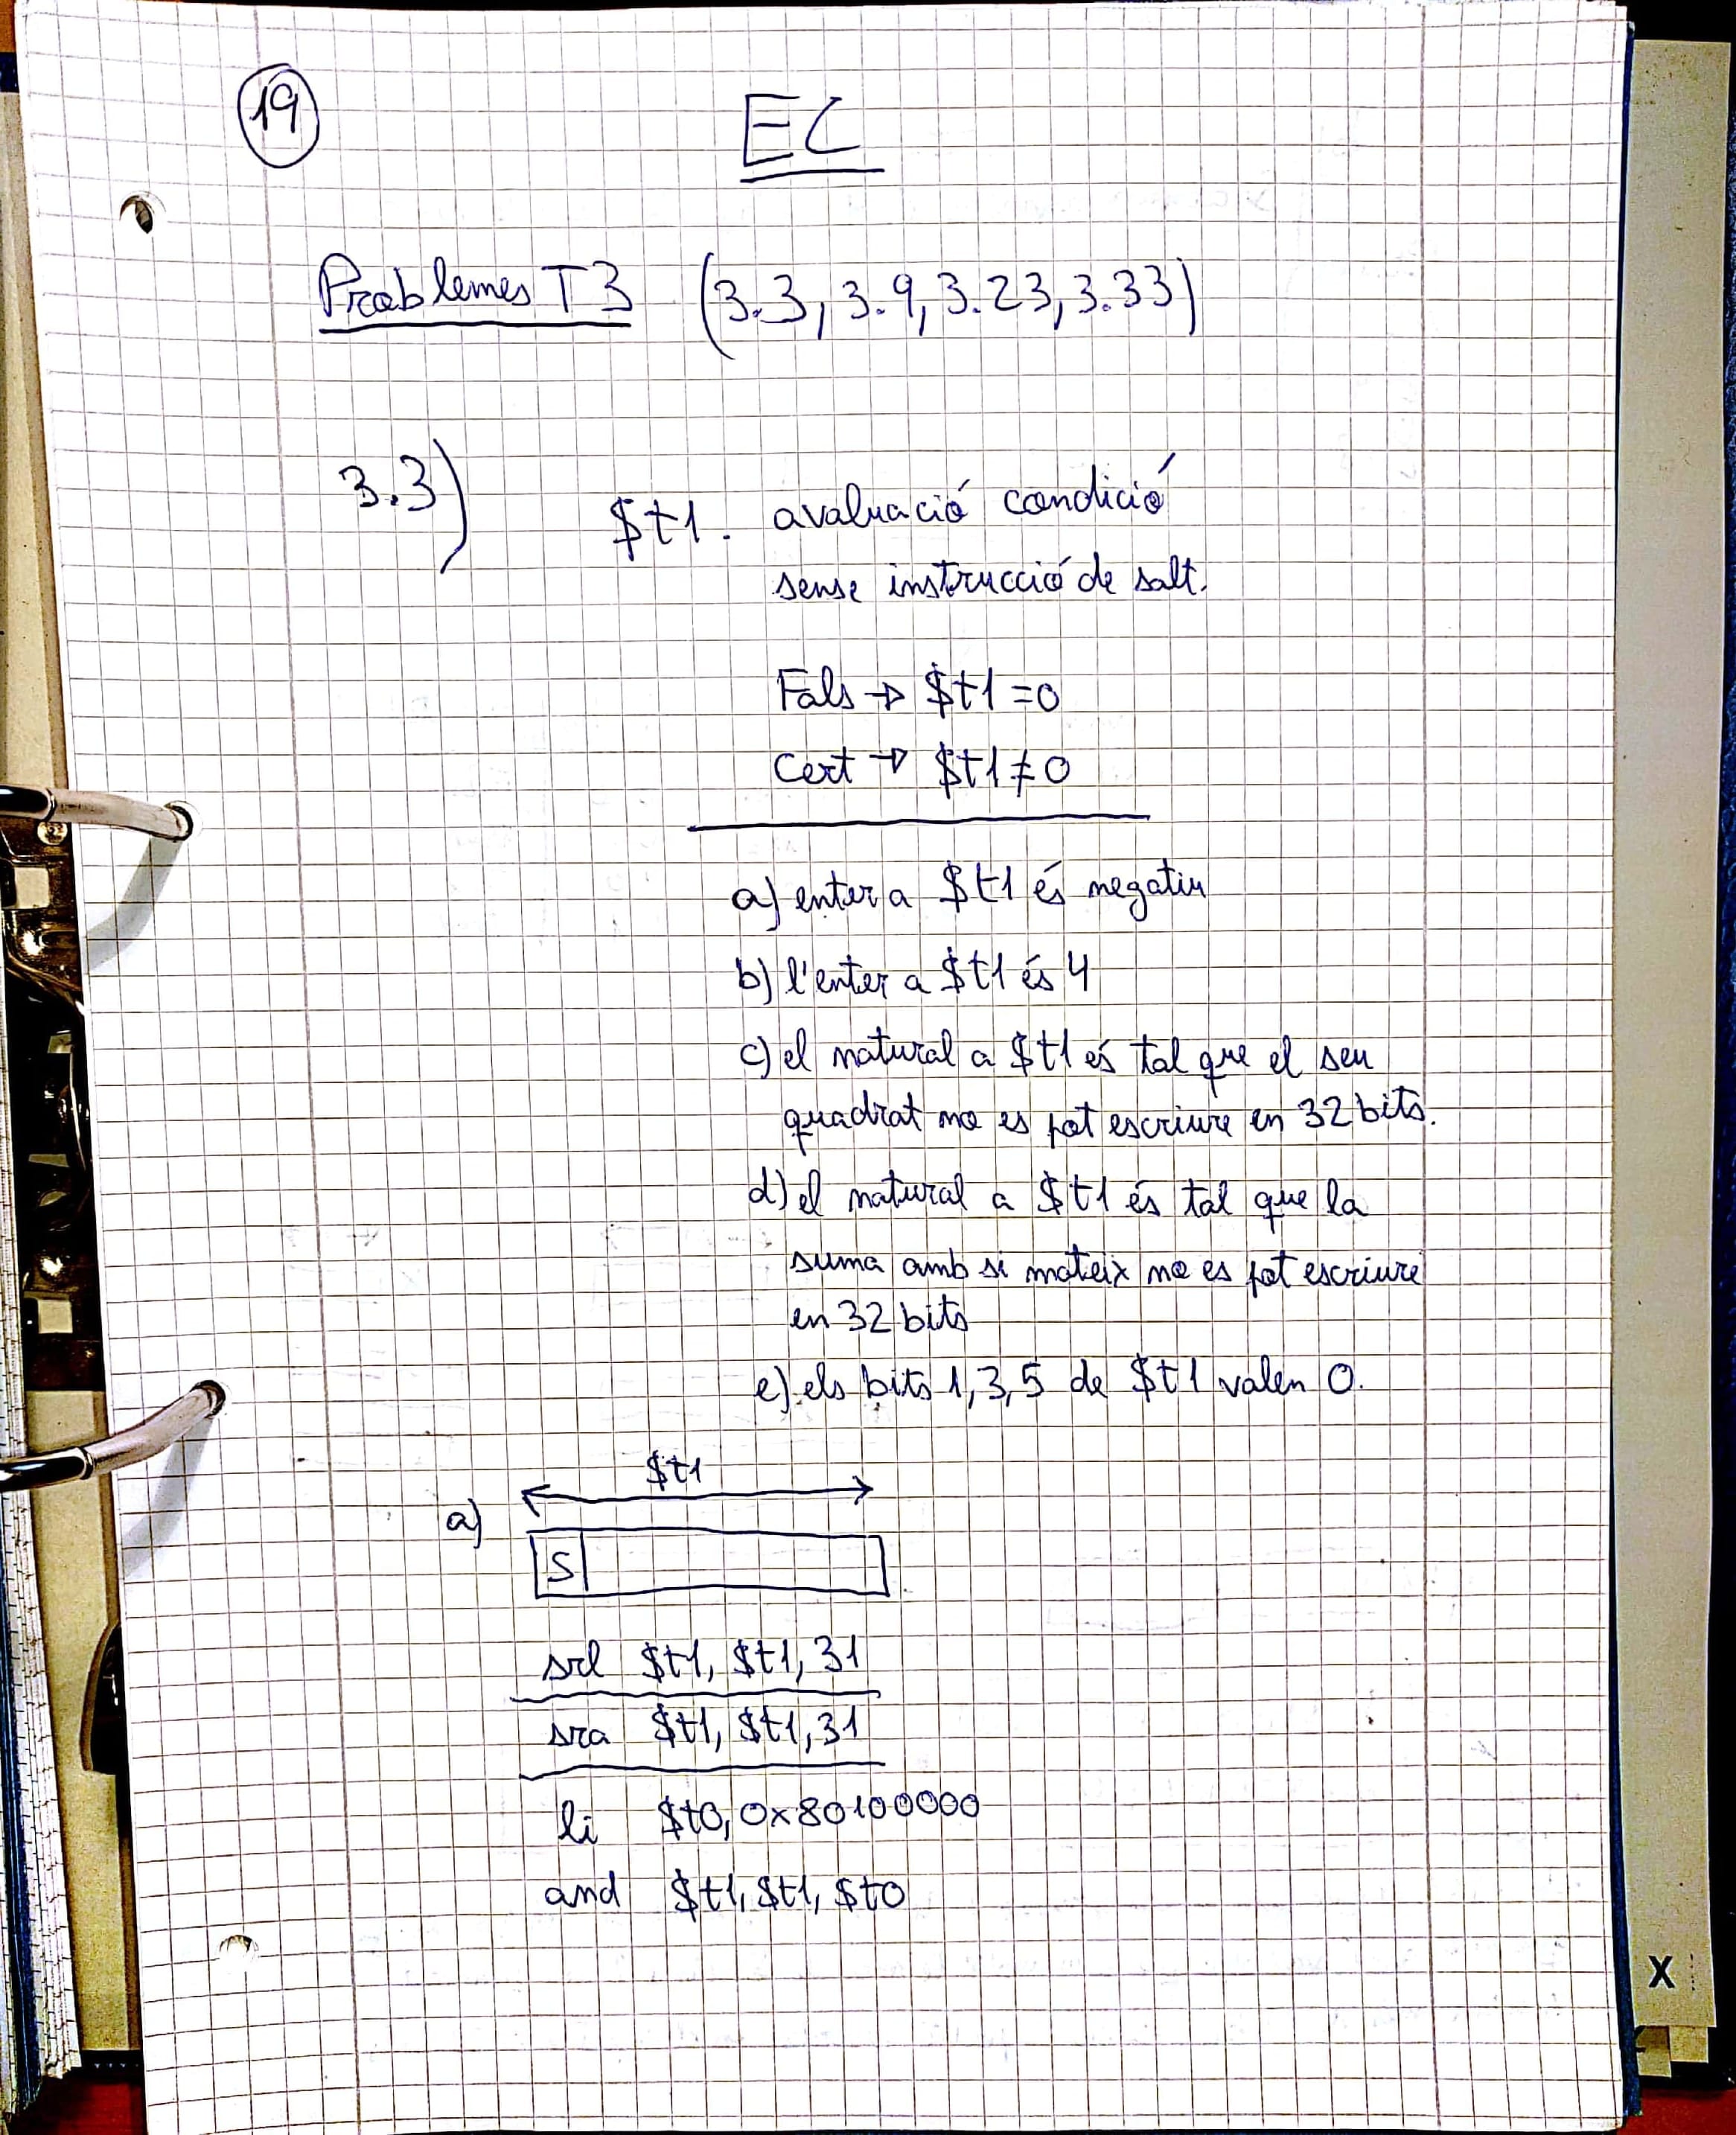 19
EC
Problemes T3 (3.3, 3.9, 3.23, 3.33)
3.3)
$t1. avaluació condició
sense instrucció de salt.
Fals → $t1 = 0
Cert → $t1 ≠ 0
a) enter a $t1 és negatiu
b) l'enter a $t1 és 4
c) el natural a $t1 és tal que el seu
quadrat no es pot escriure en 32 bits.
d) el natural a $t1 és tal que la
suma amb si mateix no es pot escriure
en 32 bits
e) els bits 1, 3, 5 de $t1 valen 0.
$t1
a)
S
srl $t1, $t1, 31
sra $t1, $t1, 31
li $t0, 0x80100000
and $t1, $t1, $t0
X